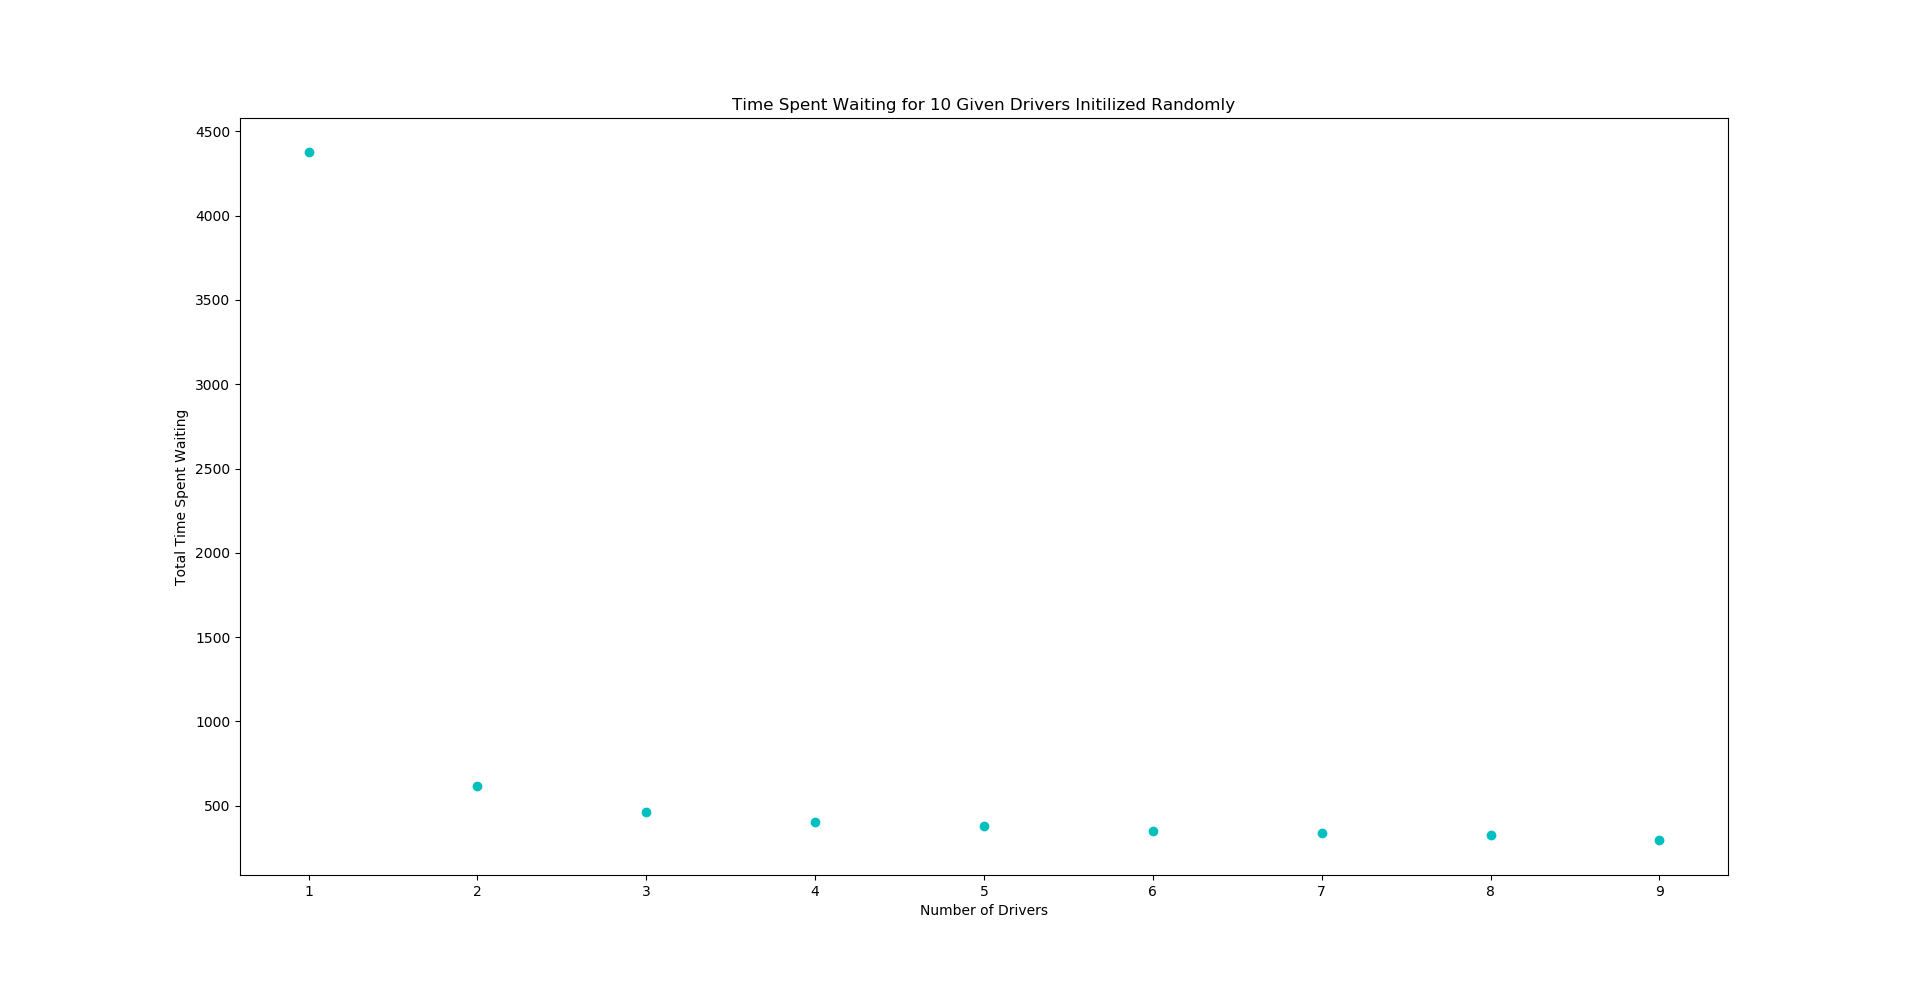 Time Spent Waiting for 10 Given Drivers Initilized Randomly
4500
4000
3500
3000
2500
2000
1500
1000
500
Total Time Spent Waiting
1 2 3 4 5 6 7 8 9
Number of Drivers